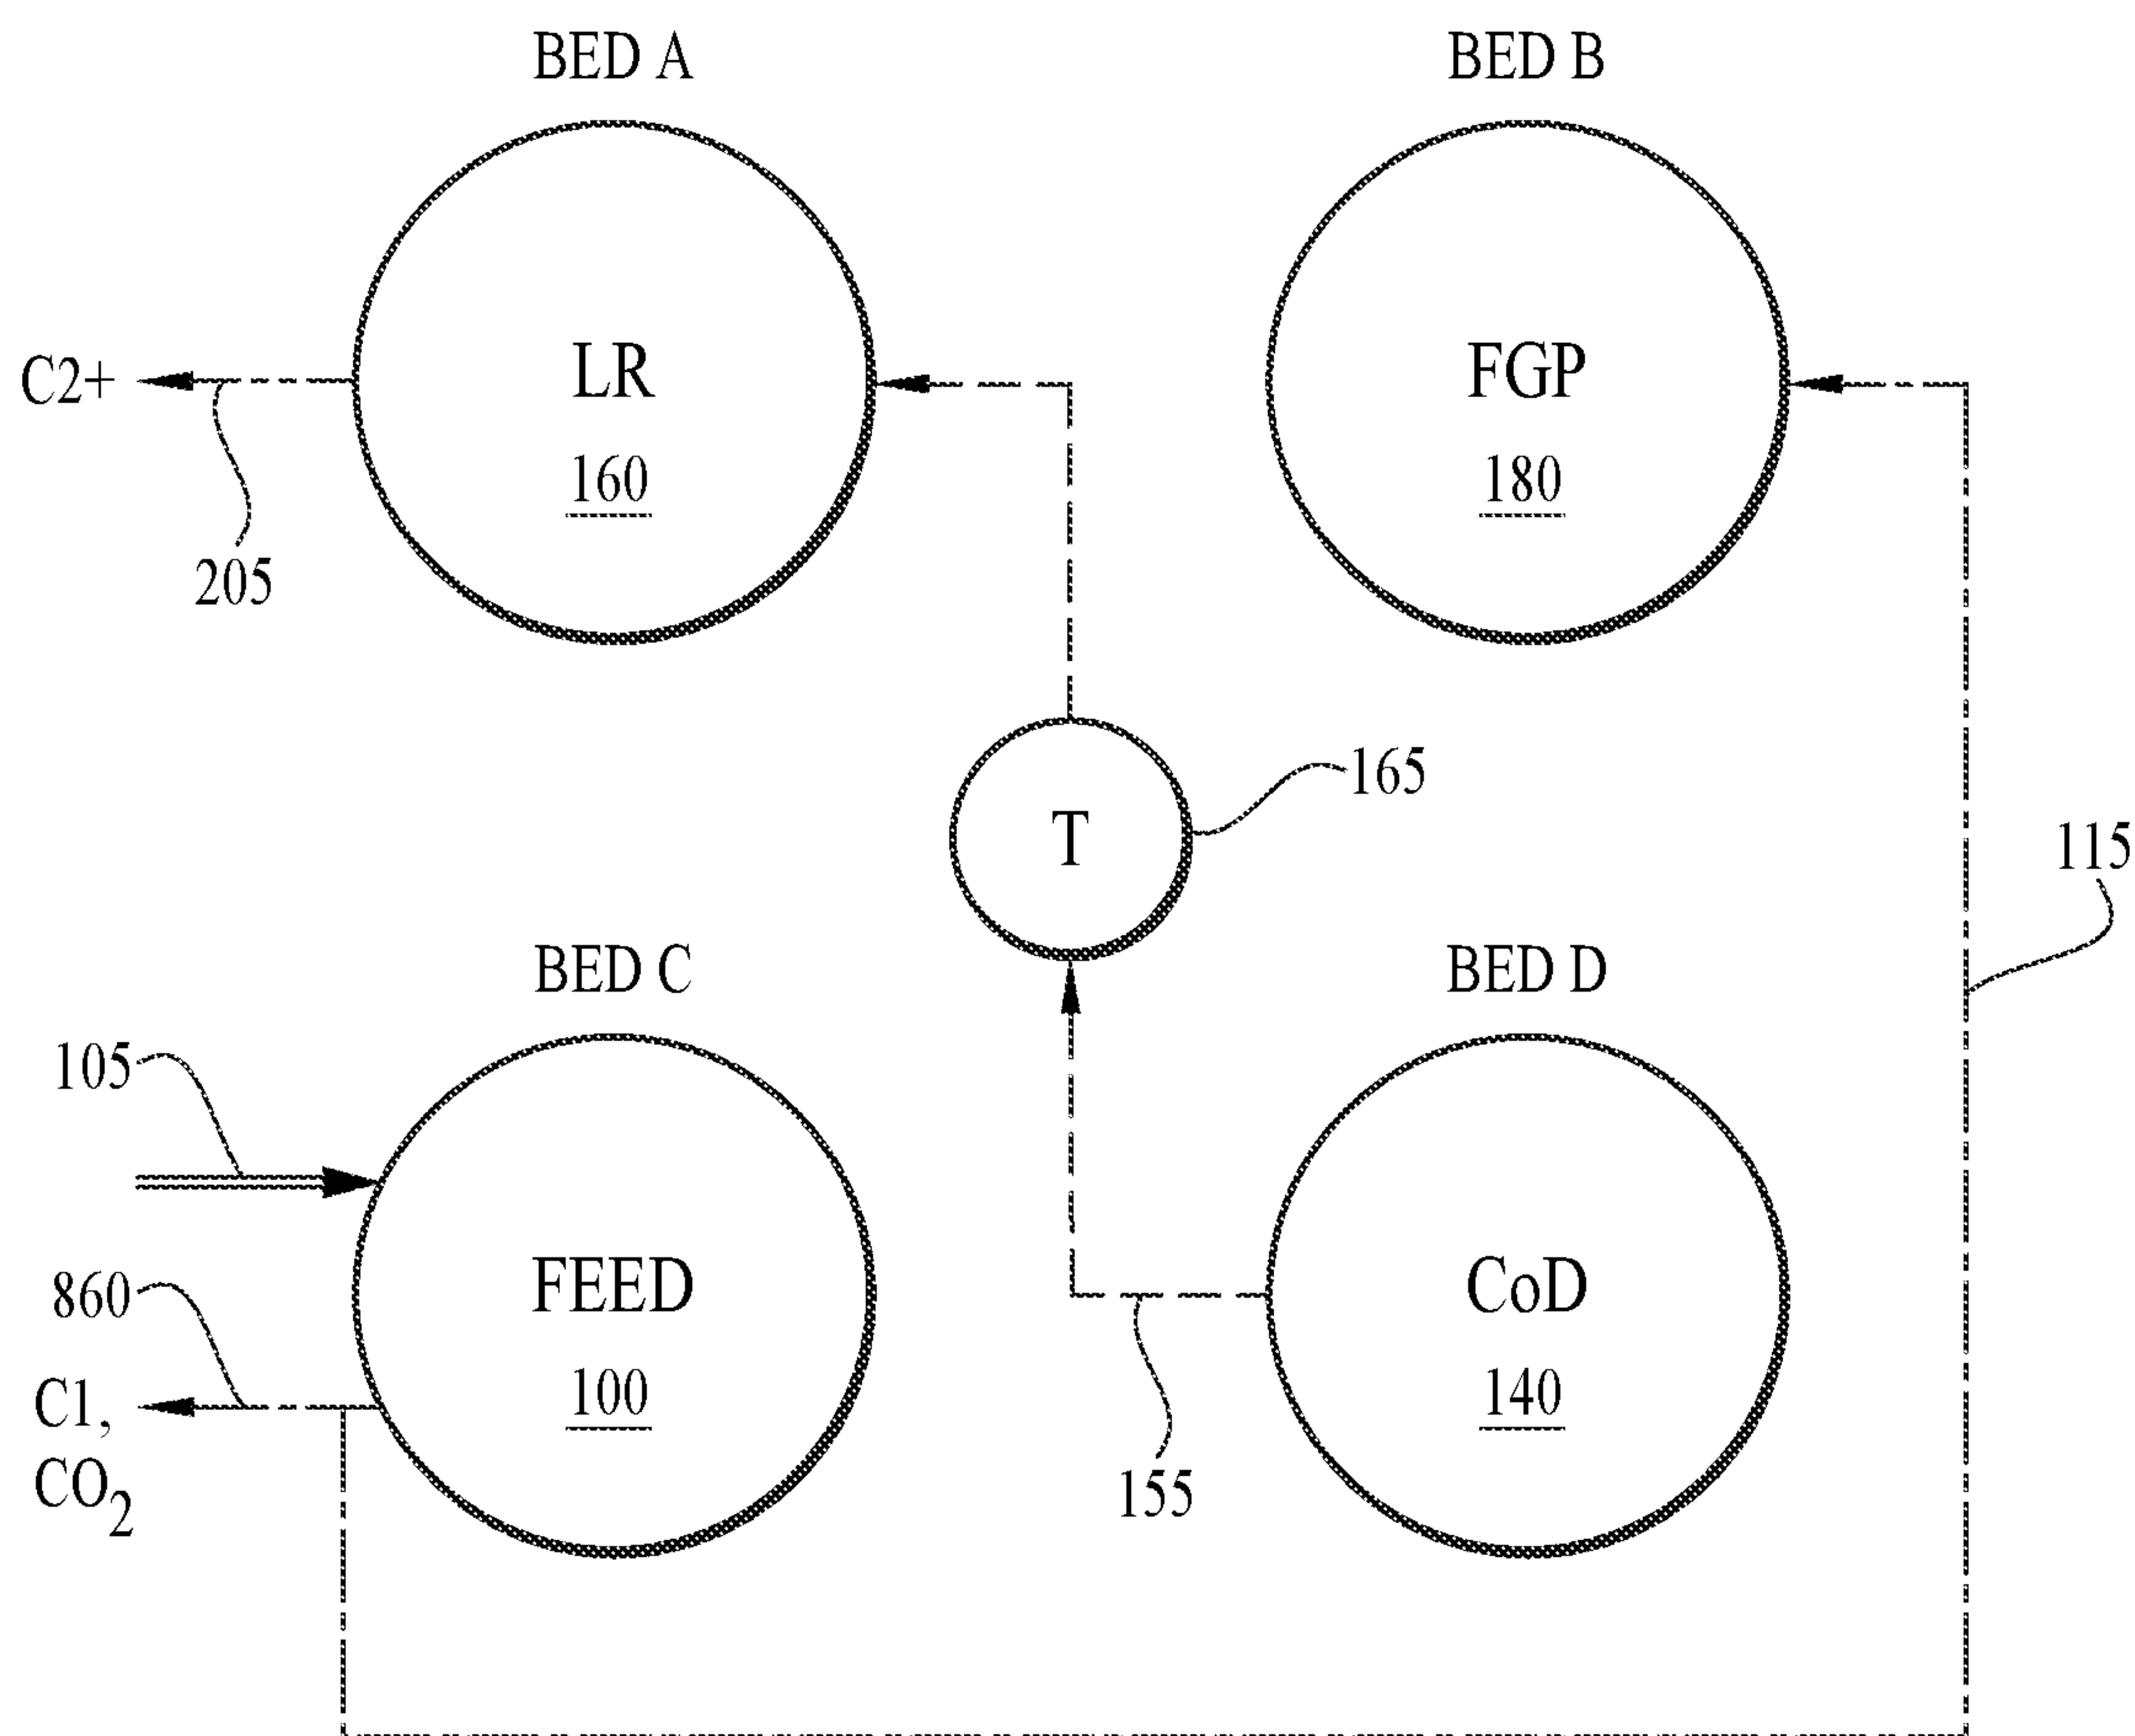 BED A
BED B
LR
160
FGP
180
C2+
205
T
165
115
BED C
BED D
105
860
FEED
100
CoD
140
C1,
CO2
155